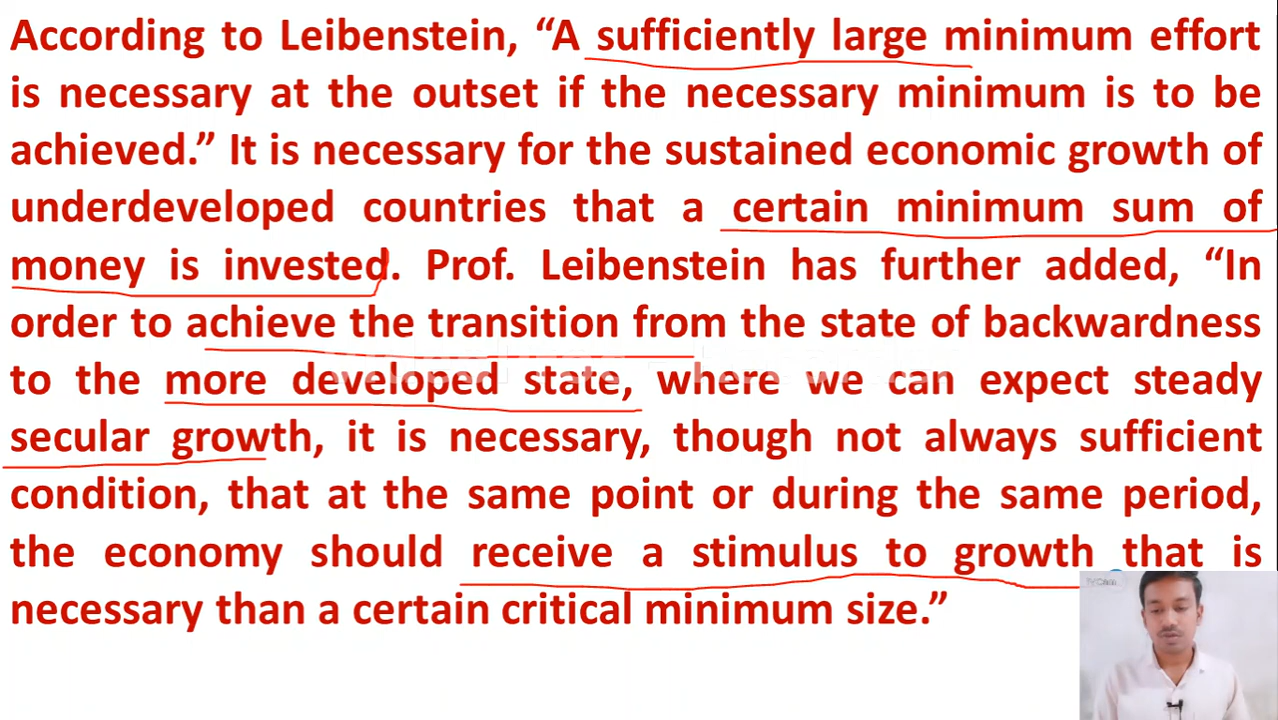 According to Leibenstein, “A sufficiently large minimum effort
is necessary at the outset if the necessary minimum is to be
achieved.” It is necessary for the sustained economic growth of
underdeveloped countries that a certain minimum sum of
money is invested. Prof. Leibenstein has further added, “In
order to achieve the transition from the state of backwardness
to the more developed state, where we can expect steady
secular growth, it is necessary, though not always sufficient
condition, that at the same point or during the same period,
the economy should receive a stimulus to growth that is
necessary than a certain critical minimum size.”